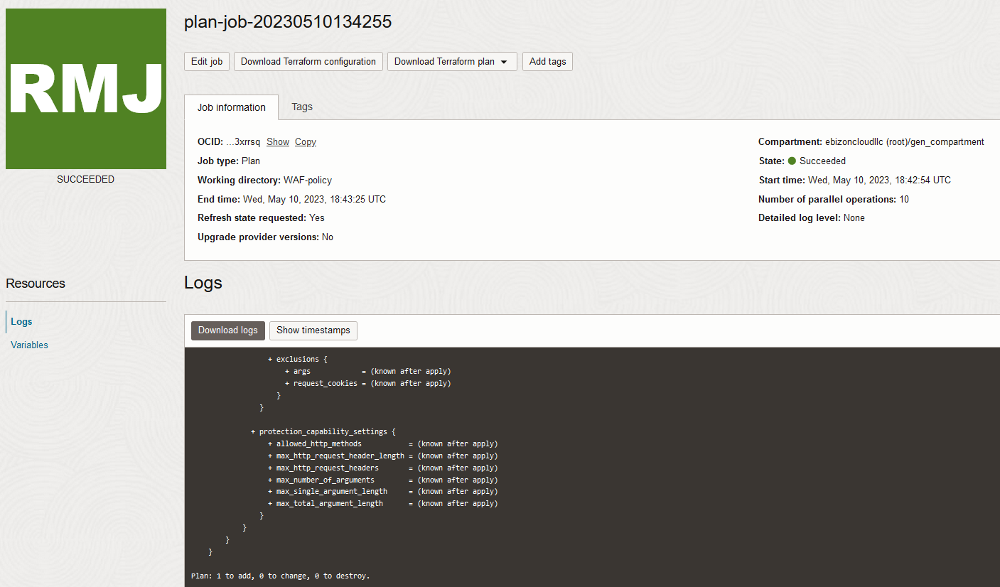 RMJ
SUCCEEDED
plan-job-20230510134255
Edit job Download Terraform configuration Download Terraform plan Add tags
Job information Tags
OCID: ...3xrrsq Show Copy
Job type: Plan
Working directory: WAF-policy
End time: Wed, May 10, 2023, 18:43:25 UTC
Refresh state requested: Yes
Upgrade provider versions: No
Compartment: ebizoncloudllc (root)/gen_compartment
State: Succeeded
Start time: Wed, May 10, 2023, 18:42:54 UTC
Number of parallel operations: 10
Detailed log level: None
Resources
Logs
Variables
Logs
Download logs Show timestamps
+ exclusions {
+ args = (known after apply)
+ request_cookies = (known after apply)
}
}
+ protection_capability_settings {
+ allowed_http_methods = (known after apply)
+ max_http_request_header_length = (known after apply)
+ max_http_request_headers = (known after apply)
+ max_number_of_arguments = (known after apply)
+ max_single_argument_length = (known after apply)
+ max_total_argument_length = (known after apply)
}
}
}
}
Plan: 1 to add, 0 to change, 0 to destroy.